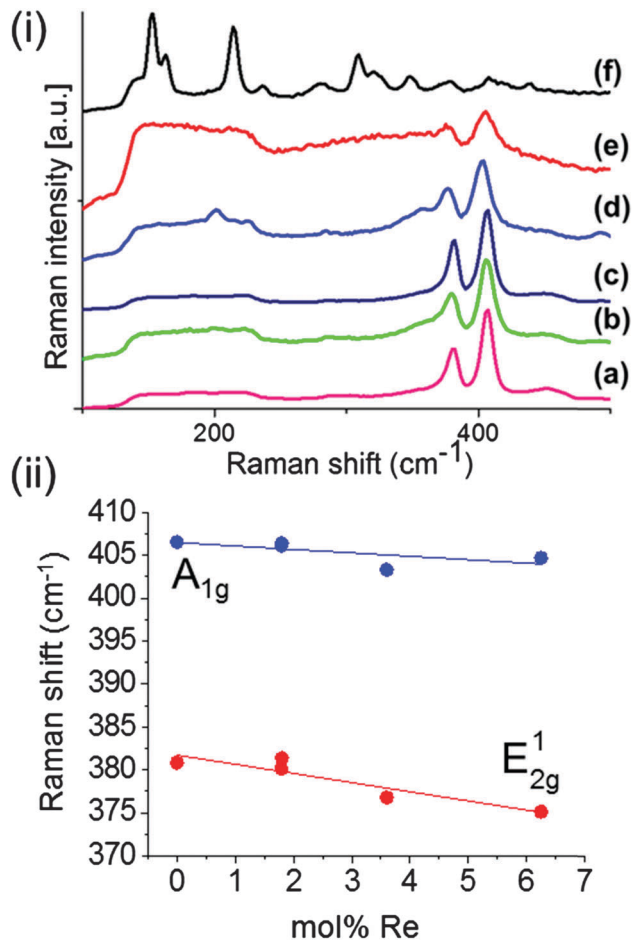 (i)
Raman intensity [a.u.]
(f)
(e)
(d)
(c)
(b)
(a)
200 400
Raman shift (cm⁻¹)
(ii)
Raman shift (cm⁻¹)
410
405
400
395
390
385
380
375
370
A₁g
E¹₂g
0 1 2 3 4 5 6 7
mol% Re